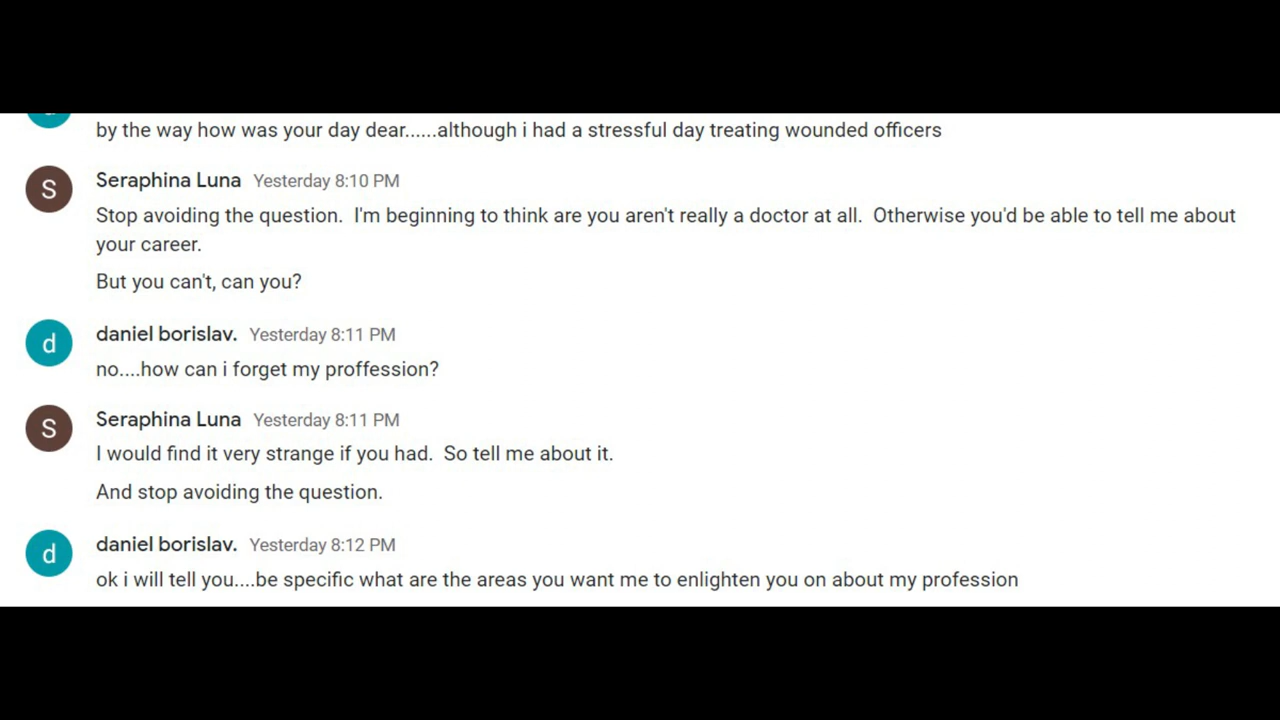 by the way how was your day dear......although i had a stressful day treating wounded officers
S
Seraphina Luna Yesterday 8:10 PM
Stop avoiding the question. I'm beginning to think are you aren't really a doctor at all. Otherwise you'd be able to tell me about
your career.
But you can't, can you?
d
daniel borislav. Yesterday 8:11 PM
no....how can i forget my proffession?
S
Seraphina Luna Yesterday 8:11 PM
I would find it very strange if you had. So tell me about it.
And stop avoiding the question.
d
daniel borislav. Yesterday 8:12 PM
ok i will tell you....be specific what are the areas you want me to enlighten you on about my profession